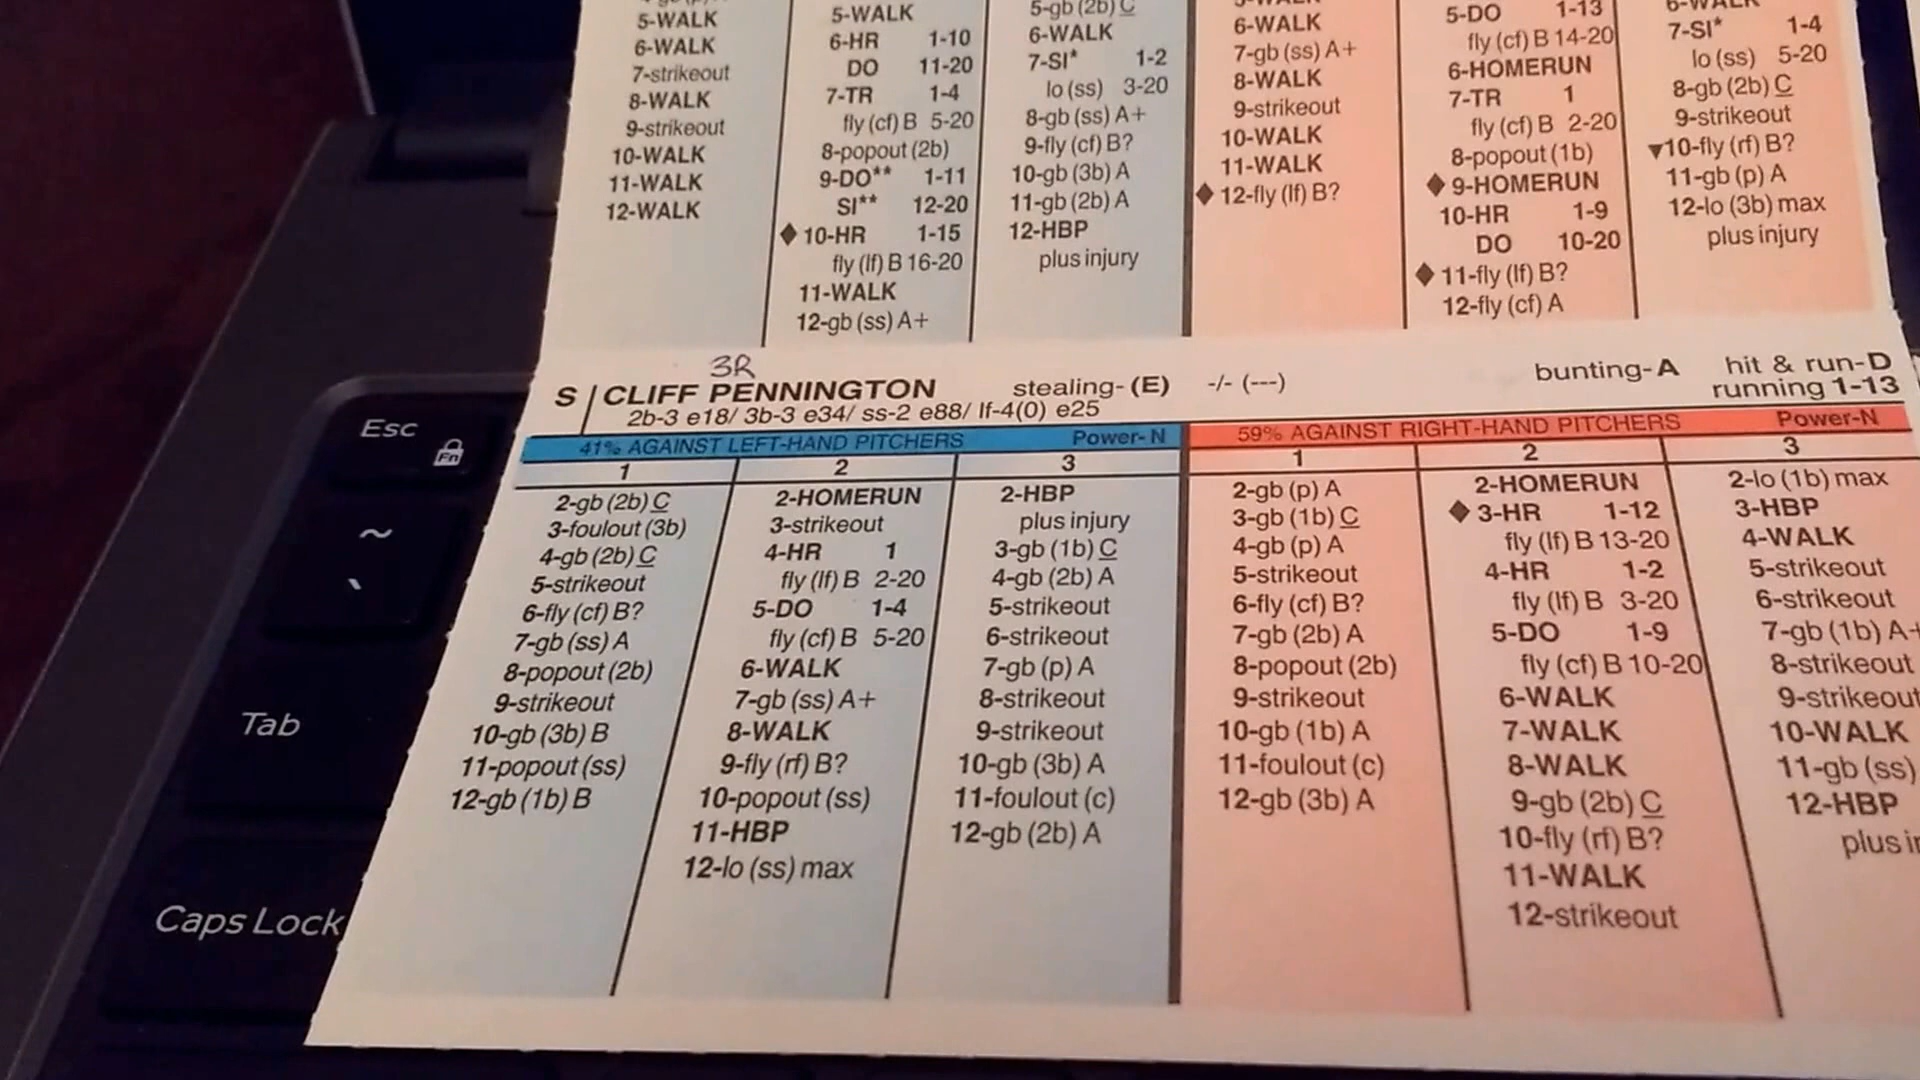 5-WALK
6-WALK
7-strikeout
8-WALK
9-strikeout
10-WALK
11-WALK
12-WALK
5-WALK
6-HR 1-10
DO 11-20
7-TR 1-4
fly (cf) B 5-20
8-popout (2b)
9-DO** 1-11
SI** 12-20
♦ 10-HR 1-15
fly (lf) B 16-20
11-WALK
12-gb (ss) A+
5-gb (2b) C
6-WALK
7-SI* 1-2
lo (ss) 3-20
8-gb (ss) A+
9-fly (cf) B?
10-gb (3b) A
11-gb (2b) A
12-HBP
plus injury
6-WALK
7-gb (ss) A+
8-WALK
9-strikeout
10-WALK
11-WALK
♦ 12-fly (lf) B?
5-DO 1-13
fly (cf) B 14-20
6-HOMERUN
7-TR 1
fly (cf) B 2-20
8-popout (1b)
♦ 9-HOMERUN
10-HR 1-9
DO 10-20
♦ 11-fly (lf) B?
12-fly (cf) A
6-WALK
7-SI* 1-4
lo (ss) 5-20
8-gb (2b) C
9-strikeout
▼10-fly (rf) B?
11-gb (p) A
12-lo (3b) max
plus injury
3R
S / CLIFF PENNINGTON stealing- (E) -/- (---) bunting-A hit & run-D
running 1-13
2b-3 e18/ 3b-3 e34/ ss-2 e88/ lf-4(0) e25
41% AGAINST LEFT-HAND PITCHERS Power- N
1 2 3
2-gb (2b) C
3-foulout (3b)
4-gb (2b) C
5-strikeout
6-fly (cf) B?
7-gb (ss) A
8-popout (2b)
9-strikeout
10-gb (3b) B
11-popout (ss)
12-gb (1b) B
2-HOMERUN
3-strikeout
4-HR 1
fly (lf) B 2-20
5-DO 1-4
fly (cf) B 5-20
6-WALK
7-gb (ss) A+
8-WALK
9-fly (rf) B?
10-popout (ss)
11-HBP
12-lo (ss) max
2-HBP
plus injury
3-gb (1b) C
4-gb (2b) A
5-strikeout
6-strikeout
7-gb (p) A
8-strikeout
9-strikeout
10-gb (3b) A
11-foulout (c)
12-gb (2b) A
59% AGAINST RIGHT-HAND PITCHERS Power-N
1 2 3
2-gb (p) A
3-gb (1b) C
4-gb (p) A
5-strikeout
6-fly (cf) B?
7-gb (2b) A
8-popout (2b)
9-strikeout
10-gb (1b) A
11-foulout (c)
12-gb (3b) A
2-HOMERUN
♦ 3-HR 1-12
fly (lf) B 13-20
4-HR 1-2
fly (lf) B 3-20
5-DO 1-9
fly (cf) B 10-20
6-WALK
7-WALK
8-WALK
9-gb (2b) C
10-fly (rf) B?
11-WALK
12-strikeout
2-lo (1b) max
3-HBP
4-WALK
5-strikeout
6-strikeout
7-gb (1b) A+
8-strikeout
9-strikeout
10-WALK
11-gb (ss)
12-HBP
plus
Esc
Fn
~
`
Tab
Caps Lock